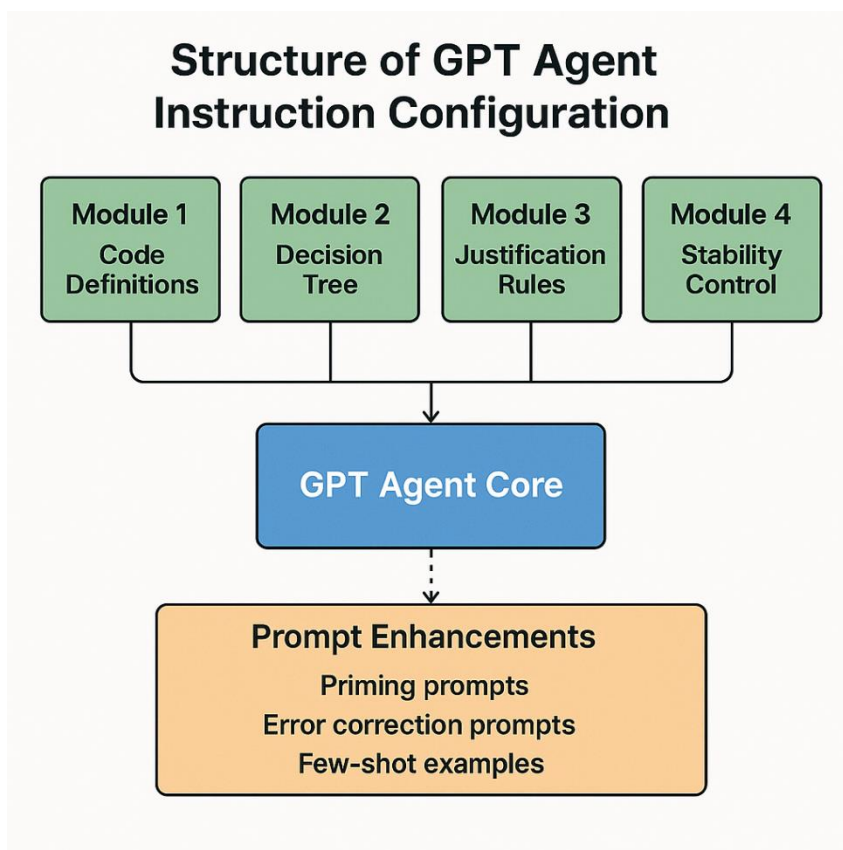 Structure of GPT Agent
Instruction Configuration
Module 1
Code
Definitions
Module 2
Decision
Tree
Module 3
Justification
Rules
Module 4
Stability
Control
GPT Agent Core
Prompt Enhancements
Priming prompts
Error correction prompts
Few-shot examples